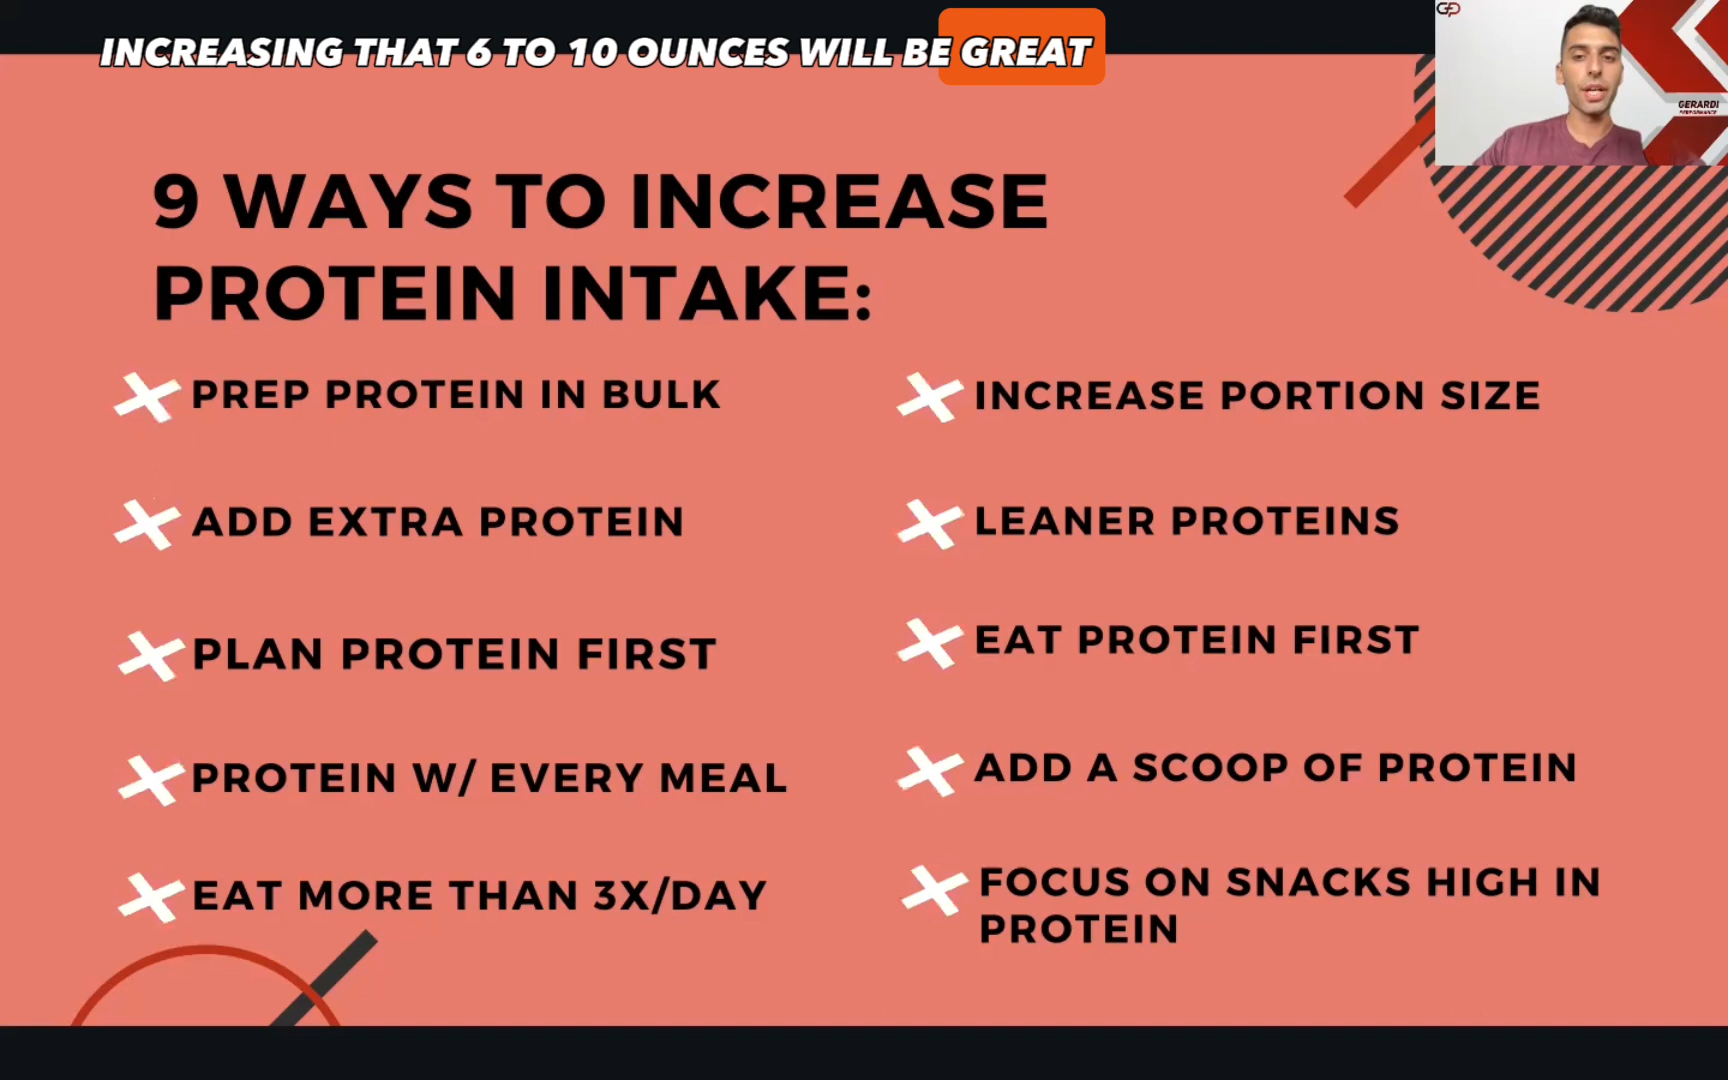 INCREASING THAT 6 TO 10 OUNCES WILL BE GREAT
GP
GERARDI
PERFORMANCE
9 WAYS TO INCREASE
PROTEIN INTAKE:
PREP PROTEIN IN BULK
ADD EXTRA PROTEIN
PLAN PROTEIN FIRST
PROTEIN W/ EVERY MEAL
EAT MORE THAN 3X/DAY
INCREASE PORTION SIZE
LEANER PROTEINS
EAT PROTEIN FIRST
ADD A SCOOP OF PROTEIN
FOCUS ON SNACKS HIGH IN
PROTEIN